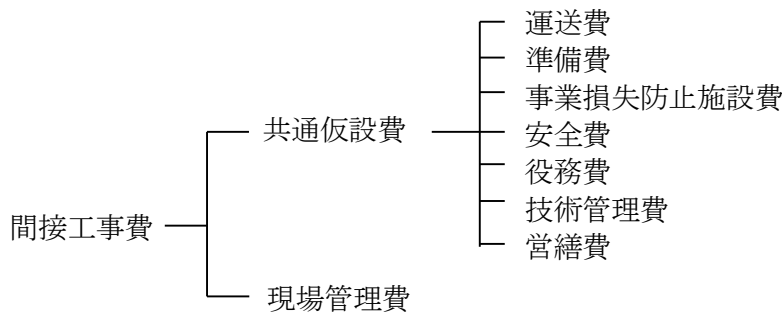 運送費
準備費
事業損失防止施設費
共通仮設費
安全費
役務費
技術管理費
間接工事費
営繕費
現場管理費